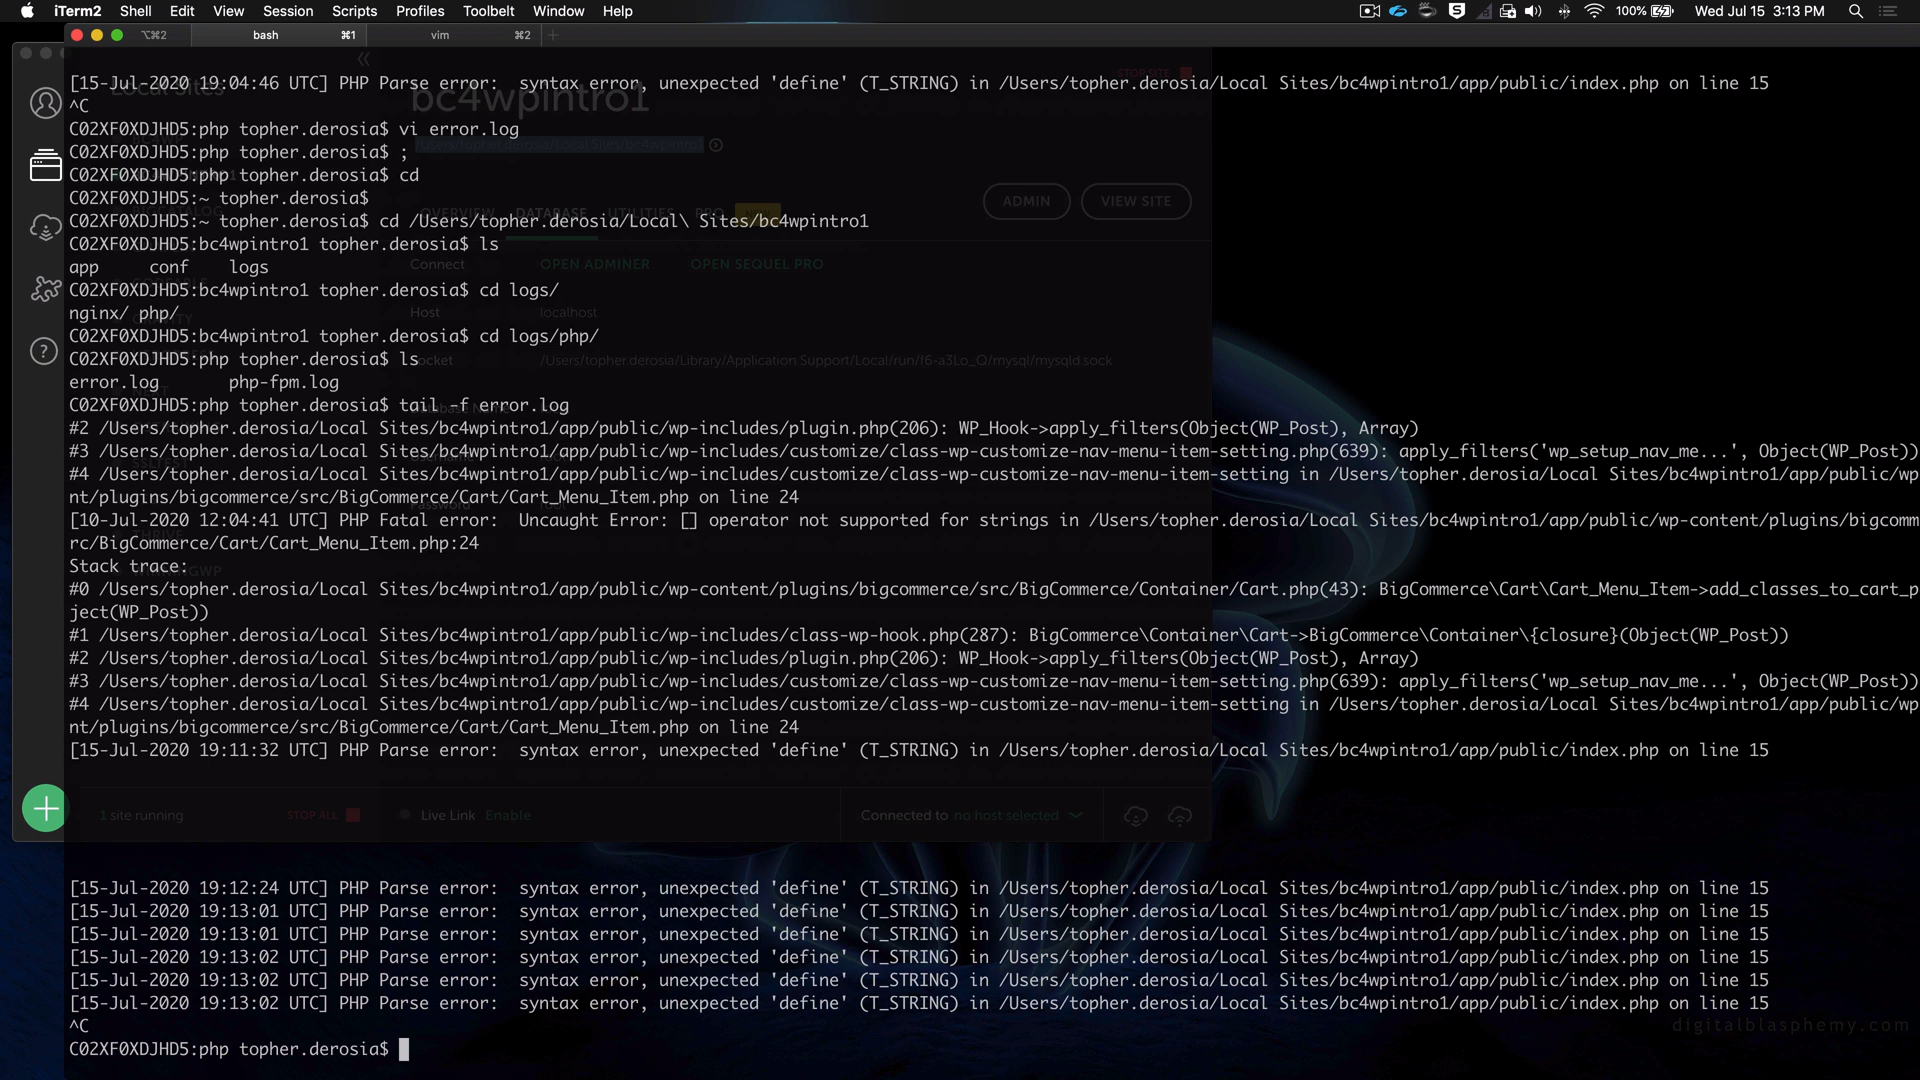 iTerm2 Shell Edit View Session Scripts Profiles Toolbelt Window Help 100% Wed Jul 15 3:13 PM
⌥⌘2 bash ⌘1 vim ⌘2
[15-Jul-2020 19:04:46 UTC] PHP Parse error:  syntax error, unexpected 'define' (T_STRING) in /Users/topher.derosia/Local Sites/bc4wpintro1/app/public/index.php on line 15
STOP SITE
Local Sites
bc4wpintro1
^C
C02XF0XDJHD5:php topher.derosia$ vi error.log
/Users/topher.derosia/Local Sites/bc4wpintro1
C02XF0XDJHD5:php topher.derosia$ ;
C02XF0XDJHD5:php topher.derosia$ cd
C02XF0XDJHD5:~ topher.derosia$
ADMIN VIEW SITE
OVERVIEW DATABASE UTILITIES PRO
C02XF0XDJHD5:~ topher.derosia$ cd /Users/topher.derosia/Local\ Sites/bc4wpintro1
C02XF0XDJHD5:bc4wpintro1 topher.derosia$ ls
app     conf    logs
Connect OPEN ADMINER OPEN SEQUEL PRO
C02XF0XDJHD5:bc4wpintro1 topher.derosia$ cd logs/
nginx/ php/
Host localhost
C02XF0XDJHD5:bc4wpintro1 topher.derosia$ cd logs/php/
C02XF0XDJHD5:php topher.derosia$ ls
Socket /Users/topher.derosia/Library/Application Support/Local/run/f6-a3Lo_Q/mysql/mysqld.sock
error.log       php-fpm.log
C02XF0XDJHD5:php topher.derosia$ tail -f error.log
#2 /Users/topher.derosia/Local Sites/bc4wpintro1/app/public/wp-includes/plugin.php(206): WP_Hook->apply_filters(Object(WP_Post), Array)
#3 /Users/topher.derosia/Local Sites/bc4wpintro1/app/public/wp-includes/customize/class-wp-customize-nav-menu-item-setting.php(639): apply_filters('wp_setup_nav_me...', Object(WP_Post))
#4 /Users/topher.derosia/Local Sites/bc4wpintro1/app/public/wp-includes/customize/class-wp-customize-nav-menu-item-setting in /Users/topher.derosia/Local Sites/bc4wpintro1/app/public/wp
nt/plugins/bigcommerce/src/BigCommerce/Cart/Cart_Menu_Item.php on line 24
Password root
[10-Jul-2020 12:04:41 UTC] PHP Fatal error:  Uncaught Error: [] operator not supported for strings in /Users/topher.derosia/Local Sites/bc4wpintro1/app/public/wp-content/plugins/bigcomm
rc/BigCommerce/Cart/Cart_Menu_Item.php:24
Stack trace:
#0 /Users/topher.derosia/Local Sites/bc4wpintro1/app/public/wp-content/plugins/bigcommerce/src/BigCommerce/Container/Cart.php(43): BigCommerce\Cart\Cart_Menu_Item->add_classes_to_cart_p
ject(WP_Post))
#1 /Users/topher.derosia/Local Sites/bc4wpintro1/app/public/wp-includes/class-wp-hook.php(287): BigCommerce\Container\Cart->BigCommerce\Container\{closure}(Object(WP_Post))
#2 /Users/topher.derosia/Local Sites/bc4wpintro1/app/public/wp-includes/plugin.php(206): WP_Hook->apply_filters(Object(WP_Post), Array)
#3 /Users/topher.derosia/Local Sites/bc4wpintro1/app/public/wp-includes/customize/class-wp-customize-nav-menu-item-setting.php(639): apply_filters('wp_setup_nav_me...', Object(WP_Post))
#4 /Users/topher.derosia/Local Sites/bc4wpintro1/app/public/wp-includes/customize/class-wp-customize-nav-menu-item-setting in /Users/topher.derosia/Local Sites/bc4wpintro1/app/public/wp
nt/plugins/bigcommerce/src/BigCommerce/Cart/Cart_Menu_Item.php on line 24
[15-Jul-2020 19:11:32 UTC] PHP Parse error:  syntax error, unexpected 'define' (T_STRING) in /Users/topher.derosia/Local Sites/bc4wpintro1/app/public/index.php on line 15
1 site running STOP ALL Live Link Enable Connected to no host selected
[15-Jul-2020 19:12:24 UTC] PHP Parse error:  syntax error, unexpected 'define' (T_STRING) in /Users/topher.derosia/Local Sites/bc4wpintro1/app/public/index.php on line 15
[15-Jul-2020 19:13:01 UTC] PHP Parse error:  syntax error, unexpected 'define' (T_STRING) in /Users/topher.derosia/Local Sites/bc4wpintro1/app/public/index.php on line 15
[15-Jul-2020 19:13:01 UTC] PHP Parse error:  syntax error, unexpected 'define' (T_STRING) in /Users/topher.derosia/Local Sites/bc4wpintro1/app/public/index.php on line 15
[15-Jul-2020 19:13:02 UTC] PHP Parse error:  syntax error, unexpected 'define' (T_STRING) in /Users/topher.derosia/Local Sites/bc4wpintro1/app/public/index.php on line 15
[15-Jul-2020 19:13:02 UTC] PHP Parse error:  syntax error, unexpected 'define' (T_STRING) in /Users/topher.derosia/Local Sites/bc4wpintro1/app/public/index.php on line 15
[15-Jul-2020 19:13:02 UTC] PHP Parse error:  syntax error, unexpected 'define' (T_STRING) in /Users/topher.derosia/Local Sites/bc4wpintro1/app/public/index.php on line 15
^C
digitalblasphemy.com
C02XF0XDJHD5:php topher.derosia$